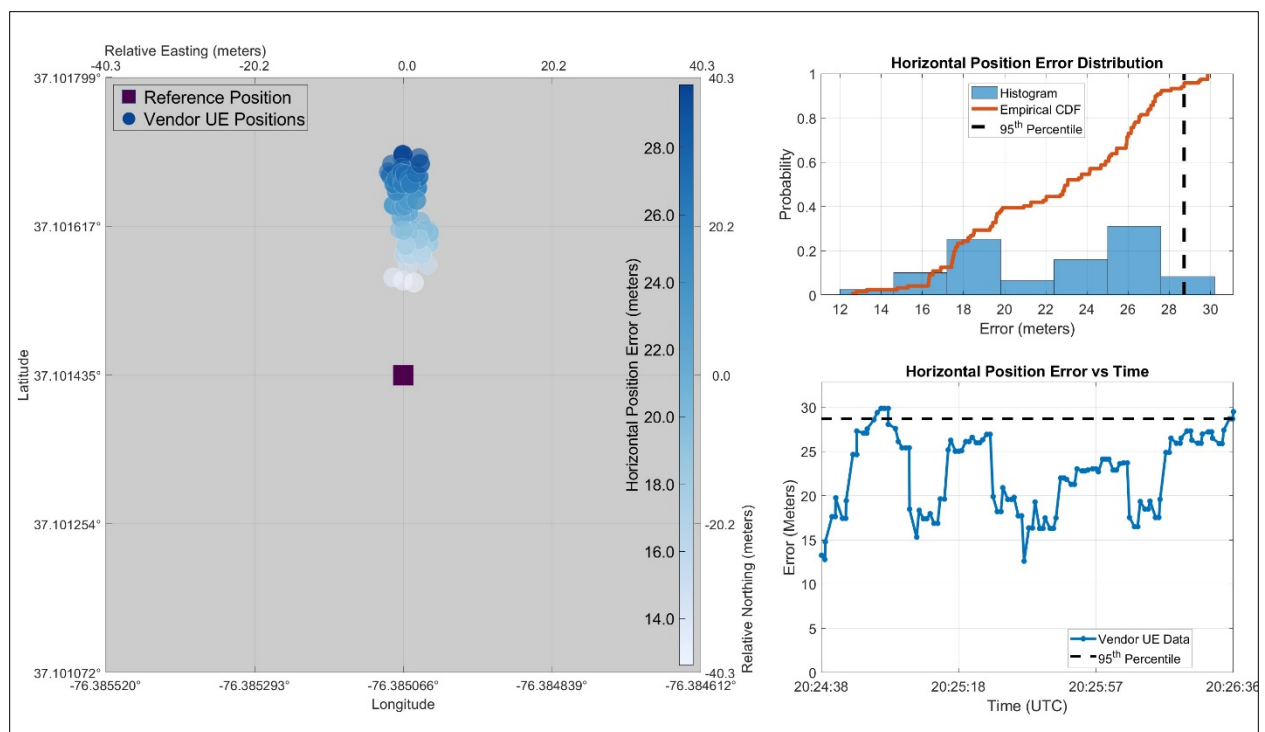 Relative Easting (meters)
-40.3 -20.2 0.0 20.2 40.3
37.101799° 40.3
Reference Position
Vendor UE Positions
28.0
26.0
37.101617° 20.2
24.0
22.0
37.101435° 0.0
20.0
18.0
37.101254° -20.2
16.0
14.0
37.101072° -40.3
Latitude
Horizontal Position Error (meters)
Relative Northing (meters)
-76.385520° -76.385293° -76.385066° -76.384839° -76.384612°
Longitude
Horizontal Position Error Distribution
Histogram
Empirical CDF
95th Percentile
1
0.8
0.6
0.4
0.2
0
Probability
12 14 16 18 20 22 24 26 28 30
Error (meters)
Horizontal Position Error vs Time
30
25
20
15
10
5
0
Error (Meters)
Vendor UE Data
95th Percentile
20:24:38 20:25:18 20:25:57 20:26:36
Time (UTC)